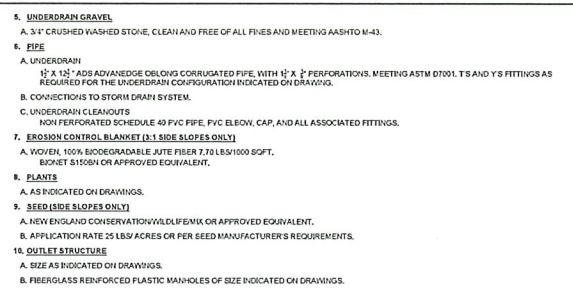 5. UNDERDRAIN GRAVEL
A. 3/4" CRUSHED WASHED STONE, CLEAN AND FREE OF ALL FINES AND MEETING AASHTO M-43.
6. PIPE
A. UNDERDRAIN
1½" X 12½" ADS ADVANEDGE OBLONG CORRUGATED PIPE, WITH PERFORATIONS. MEETING ASTM D7001. T'S AND Y'S FITTINGS AS
REQUIRED FOR THE UNDERDRAIN CONFIGURATION INDICATED ON DRAWING.
B. CONNECTIONS TO STORM DRAIN SYSTEM.
C. UNDERDRAIN CLEANOUTS
NON PERFORATED SCHEDULE 40 PVC PIPE, PVC ELBOW, CAP, AND ALL ASSOCIATED FITTINGS.
7. EROSION CONTROL BLANKET (3:1 SIDE SLOPES ONLY)
A. WOVEN, 100% BIODEGRADABLE JUTE FIBER 7.70 LBS/1000 SQFT.
BIONET S150BN OR APPROVED EQUIVALENT.
8. PLANTS
A. AS INDICATED ON DRAWINGS.
9. SEED (SIDE SLOPES ONLY)
A. NEW ENGLAND CONSERVATION/WILDLIFE/MIX OR APPROVED EQUIVALENT.
B. APPLICATION RATE 25 LBS/ ACRES OR PER SEED MANUFACTURER'S REQUIREMENTS.
10. OUTLET STRUCTURE
A. SIZE AS INDICATED ON DRAWINGS.
B. FIBERGLASS REINFORCED PLASTIC MANHOLES OF SIZE INDICATED ON DRAWINGS.